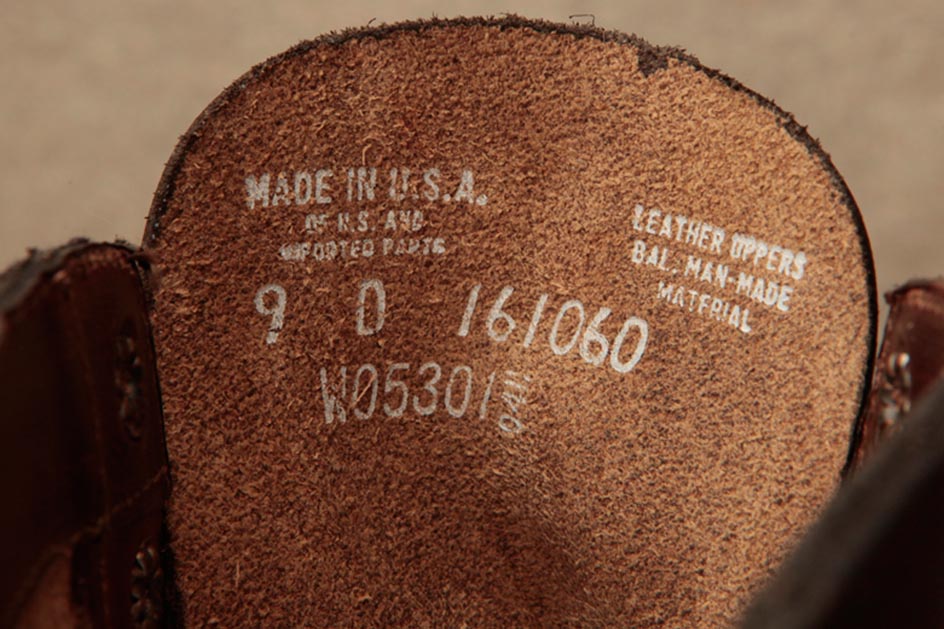 MADE IN U.S.A.
OF U.S. AND
IMPORTED PARTS
LEATHER UPPERS
BAL. MAN-MADE
MATERIAL
9 D 161060
W05301